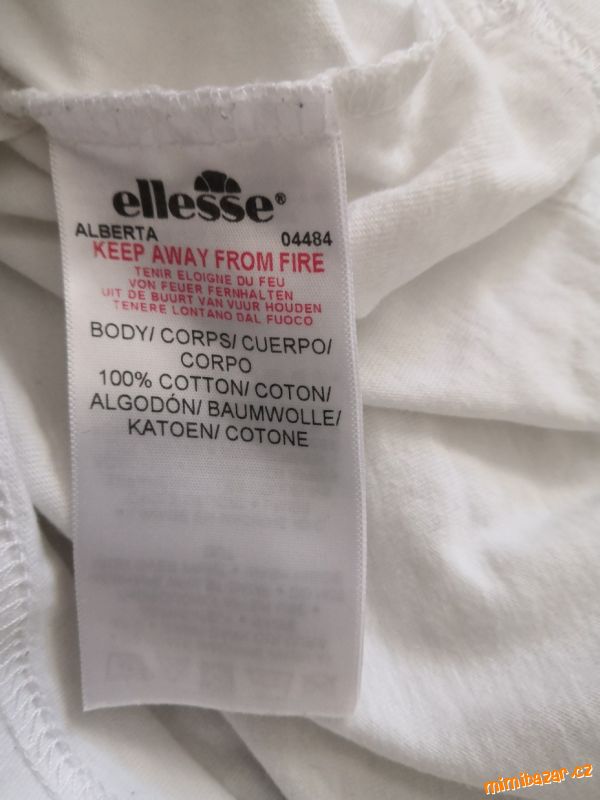 ellesse®
ALBERTA 04484
KEEP AWAY FROM FIRE
TENIR ELOIGNE DU FEU
VON FEUER FERNHALTEN
UIT DE BUURT VAN VUUR HOUDEN
TENERE LONTANO DAL FUOCO
BODY/ CORPS/ CUERPO/
CORPO
100% COTTON/ COTON/
ALGODÓN/ BAUMWOLLE/
KATOEN/ COTONE
mimibazar.cz